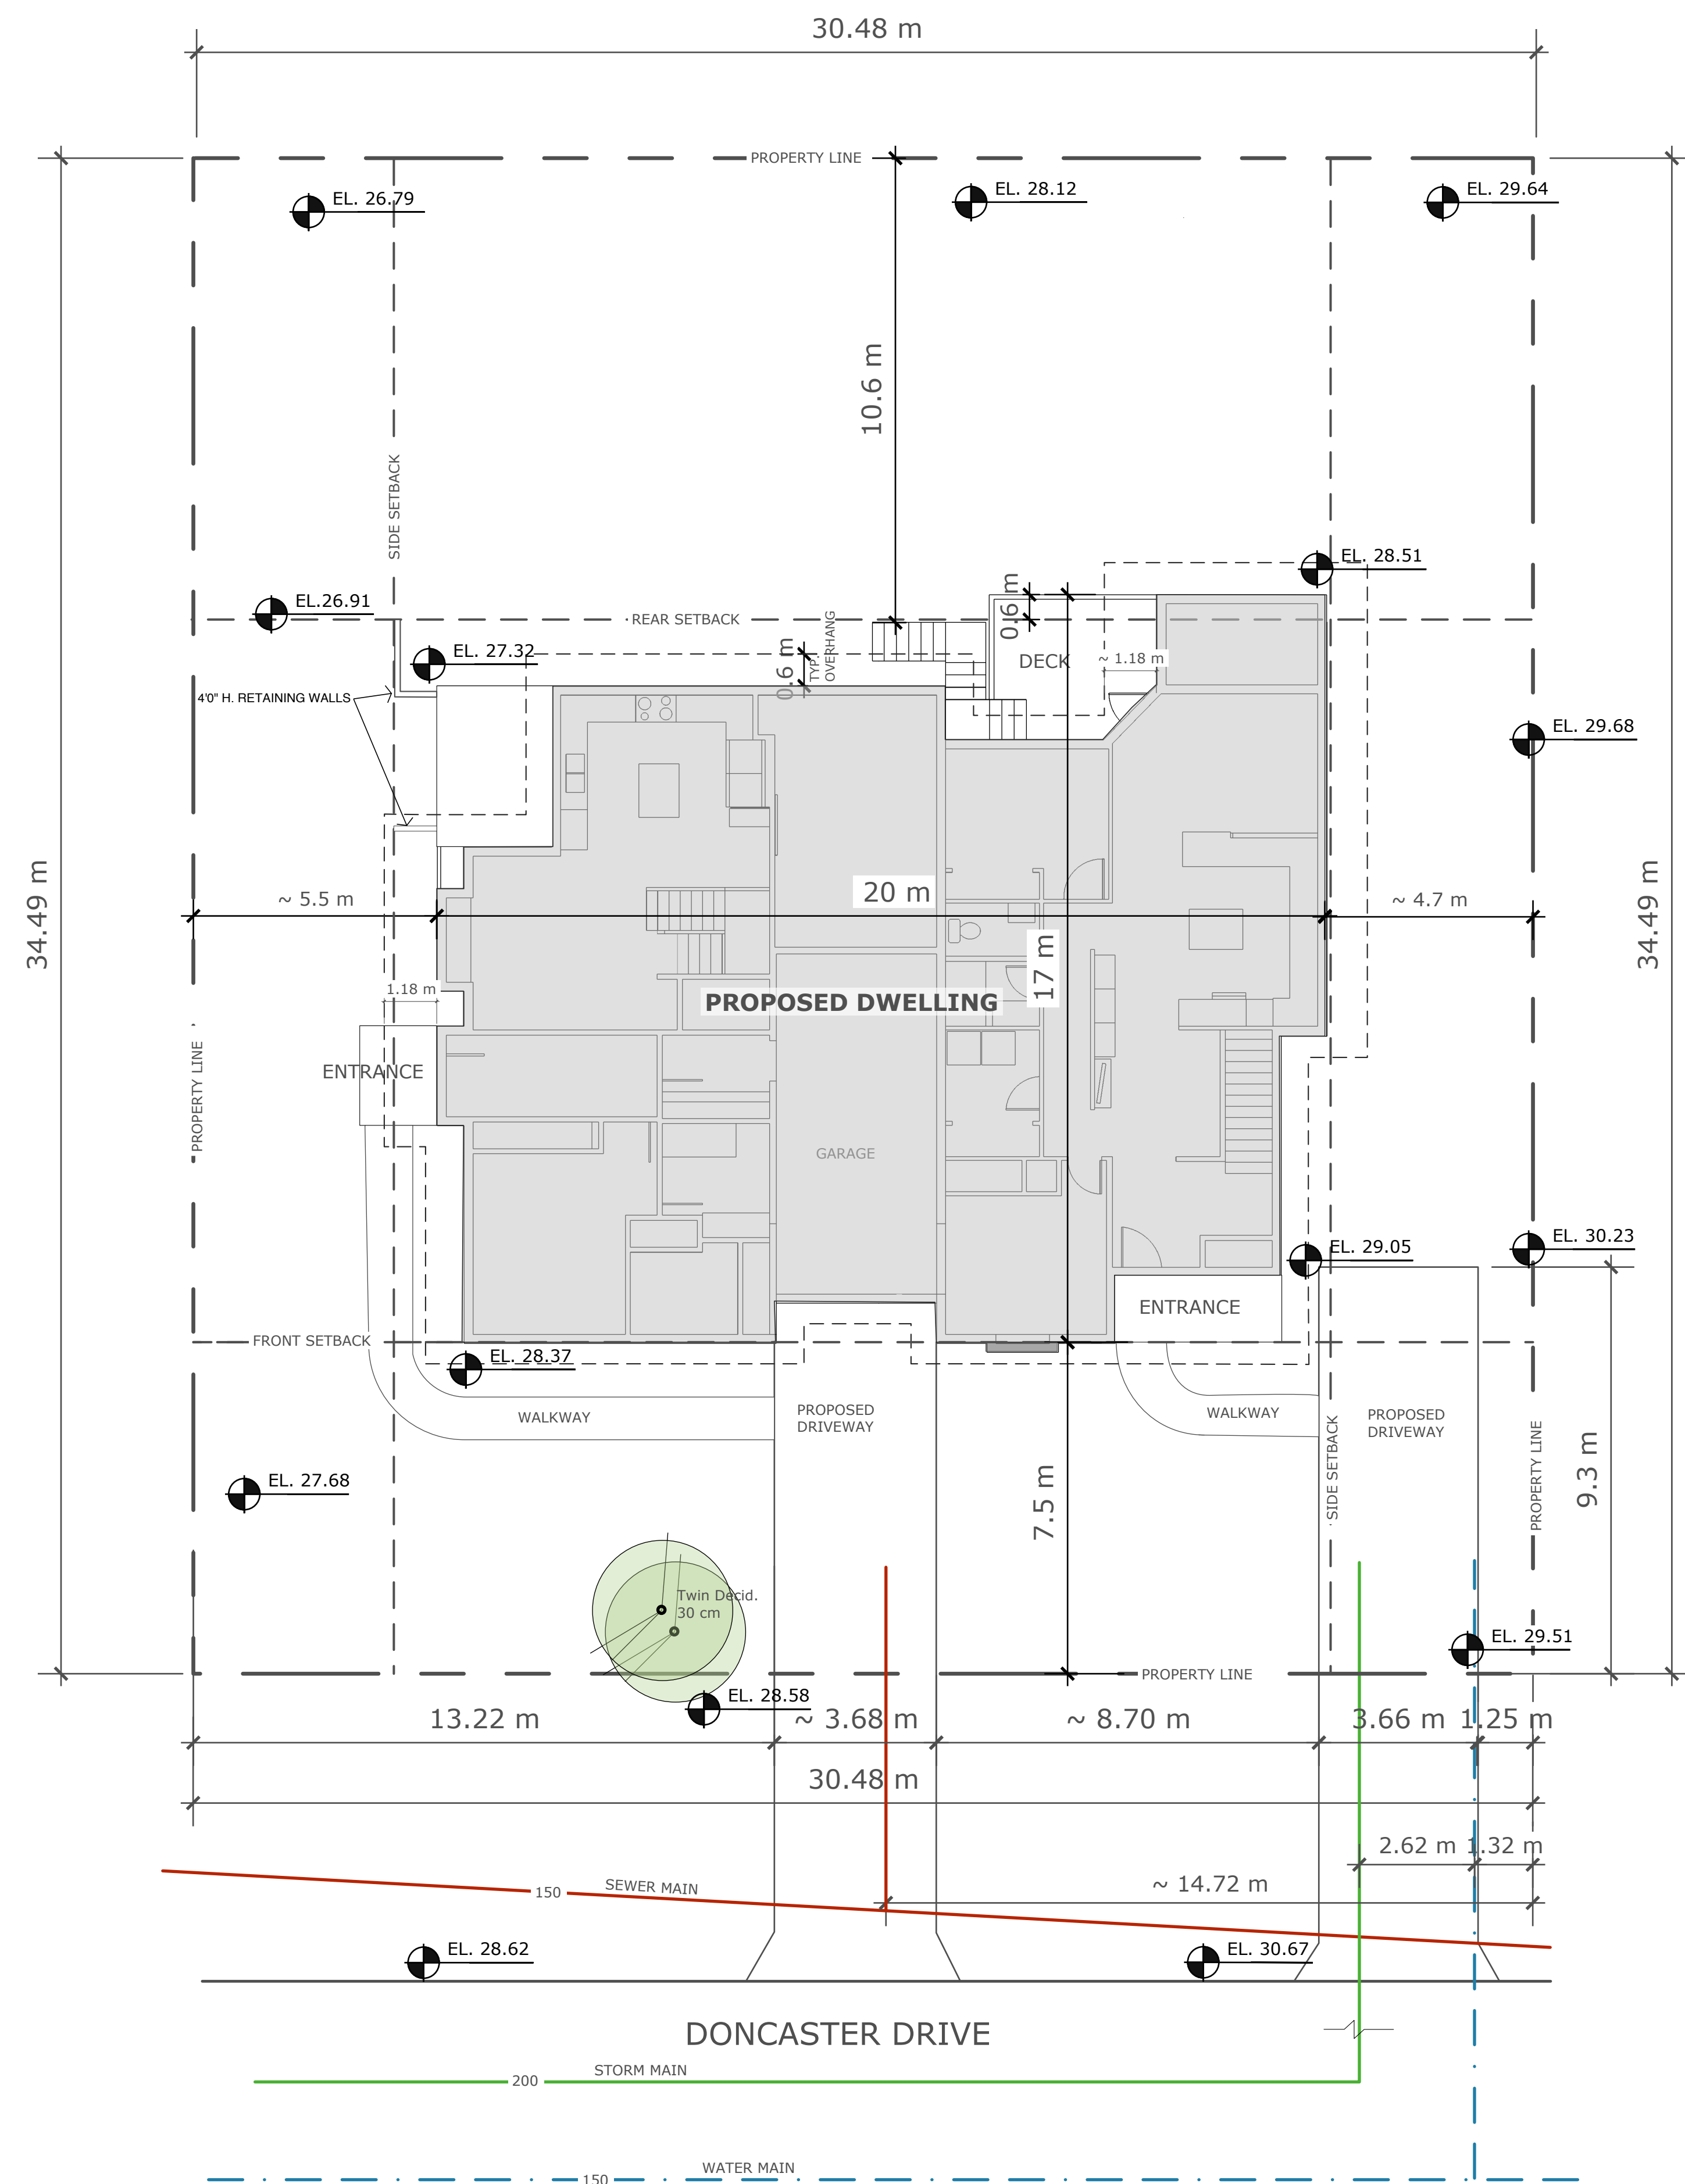 30.48 m
PROPERTY LINE
EL. 26.79
EL. 28.12
EL. 29.64
10.6 m
SIDE SETBACK
EL. 28.51
EL.26.91
REAR SETBACK
0.6 m
TYP.
OVERHANG
0.6 m
EL. 27.32
DECK
~ 1.18 m
4'0" H. RETAINING WALLS
EL. 29.68
34.49 m
~ 5.5 m
20 m
~ 4.7 m
34.49 m
17 m
1.18 m
PROPOSED DWELLING
ENTRANCE
PROPERTY LINE
GARAGE
EL. 30.23
EL. 29.05
ENTRANCE
FRONT SETBACK
EL. 28.37
WALKWAY
PROPOSED
DRIVEWAY
WALKWAY
PROPOSED
DRIVEWAY
SIDE SETBACK
PROPERTY LINE
9.3 m
EL. 27.68
7.5 m
Twin Decid.
30 cm
EL. 29.51
PROPERTY LINE
EL. 28.58
13.22 m
~ 3.68 m
~ 8.70 m
3.66 m
1.25 m
30.48 m
2.62 m
1.32 m
~ 14.72 m
150
SEWER MAIN
EL. 28.62
EL. 30.67
DONCASTER DRIVE
STORM MAIN
200
WATER MAIN
150